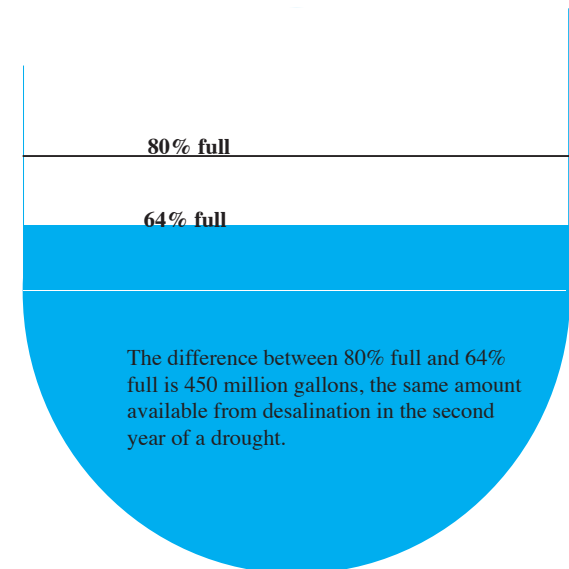 80% full
64% full
The difference between 80% full and 64%
full is 450 million gallons, the same amount
available from desalination in the second
year of a drought.